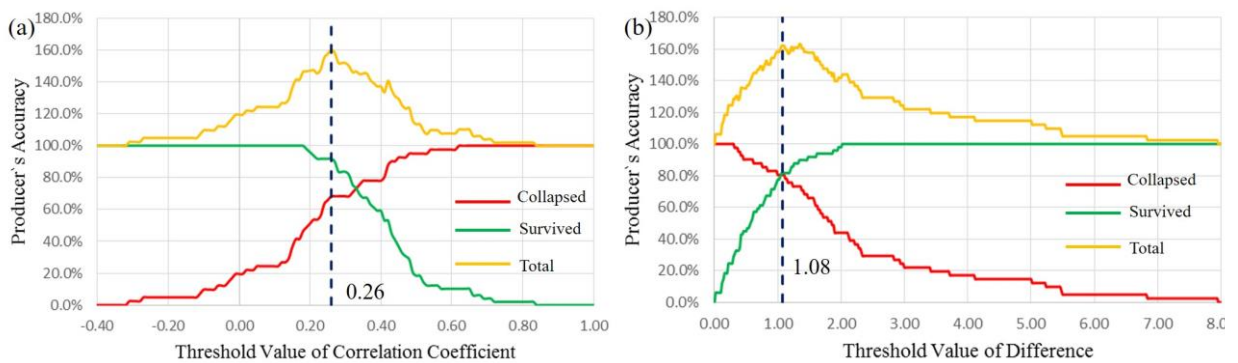 (a)
Producer`s Accuracy
180.0%
160.0%
140.0%
120.0%
100.0%
80.0%
60.0%
40.0%
20.0%
0.0%
Collapsed
Survived
Total
0.26
-0.40 -0.20 0.00 0.20 0.40 0.60 0.80 1.00
Threshold Value of Correlation Coefficient
(b)
Producer`s Accuracy
180.0%
160.0%
140.0%
120.0%
100.0%
80.0%
60.0%
40.0%
20.0%
0.0%
Collapsed
Survived
Total
1.08
0.00 1.00 2.00 3.00 4.00 5.00 6.00 7.00 8.0
Threshold Value of Difference